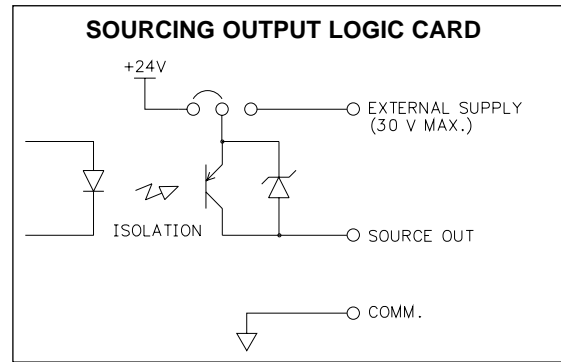 SOURCING OUTPUT LOGIC CARD
+24V
EXTERNAL SUPPLY
(30 V MAX.)
ISOLATION
SOURCE OUT
COMM.